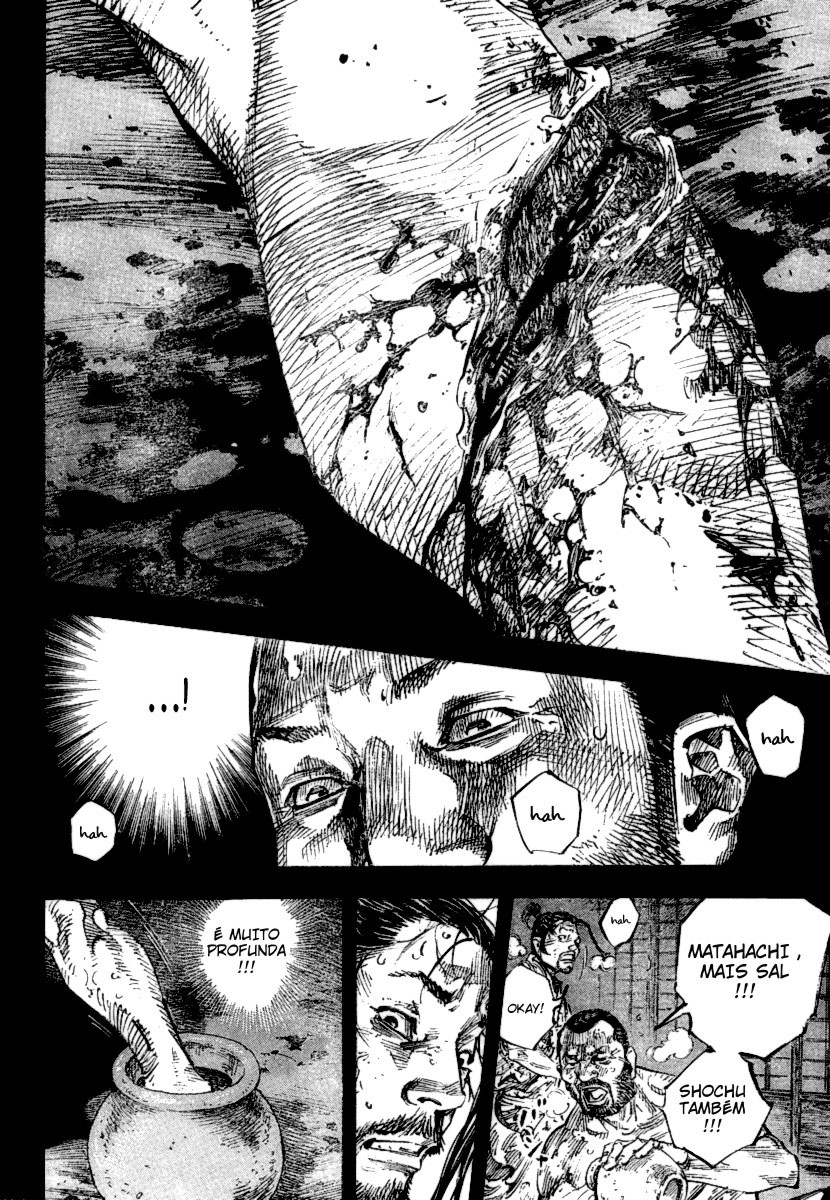 ...!
hah
hah
hah
MATAHACHI,
MAIS SAL
!!!
hah
SHOCHU
TAMBÉM
!!!
OKAY!
É MUITO
PROFUNDA
!!!